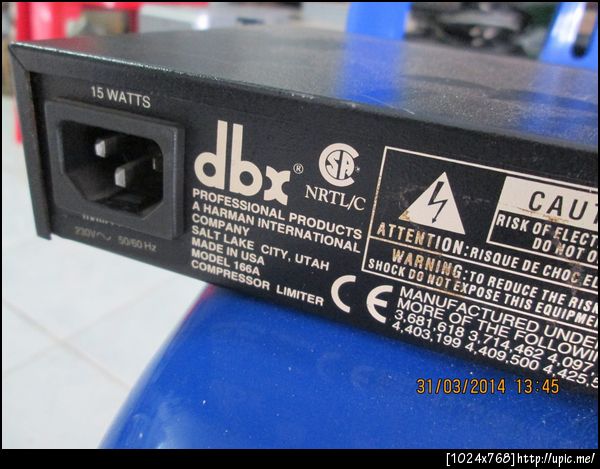 15 WATTS
230V~ 50/60 Hz
dbx®
PROFESSIONAL PRODUCTS
A HARMAN INTERNATIONAL
COMPANY
SALT LAKE CITY, UTAH
MADE IN USA
MODEL 166A
COMPRESSOR LIMITER
SA
NRTL/C
CE
CAUT
RISK OF ELECT
DO NOT O
ATTENTION:RISQUE DE CHOC EL
WARNING:TO REDUCE THE RISK
SHOCK DO NOT EXPOSE THIS EQUIPMENT
MANUFACTURED UNDE
MORE OF THE FOLLOWIN
3,681,618 3,714,462 4,097
4,403,199 4,409,500 4,425,5
31/03/2014 13:45
[1024x768]http://upic.me/